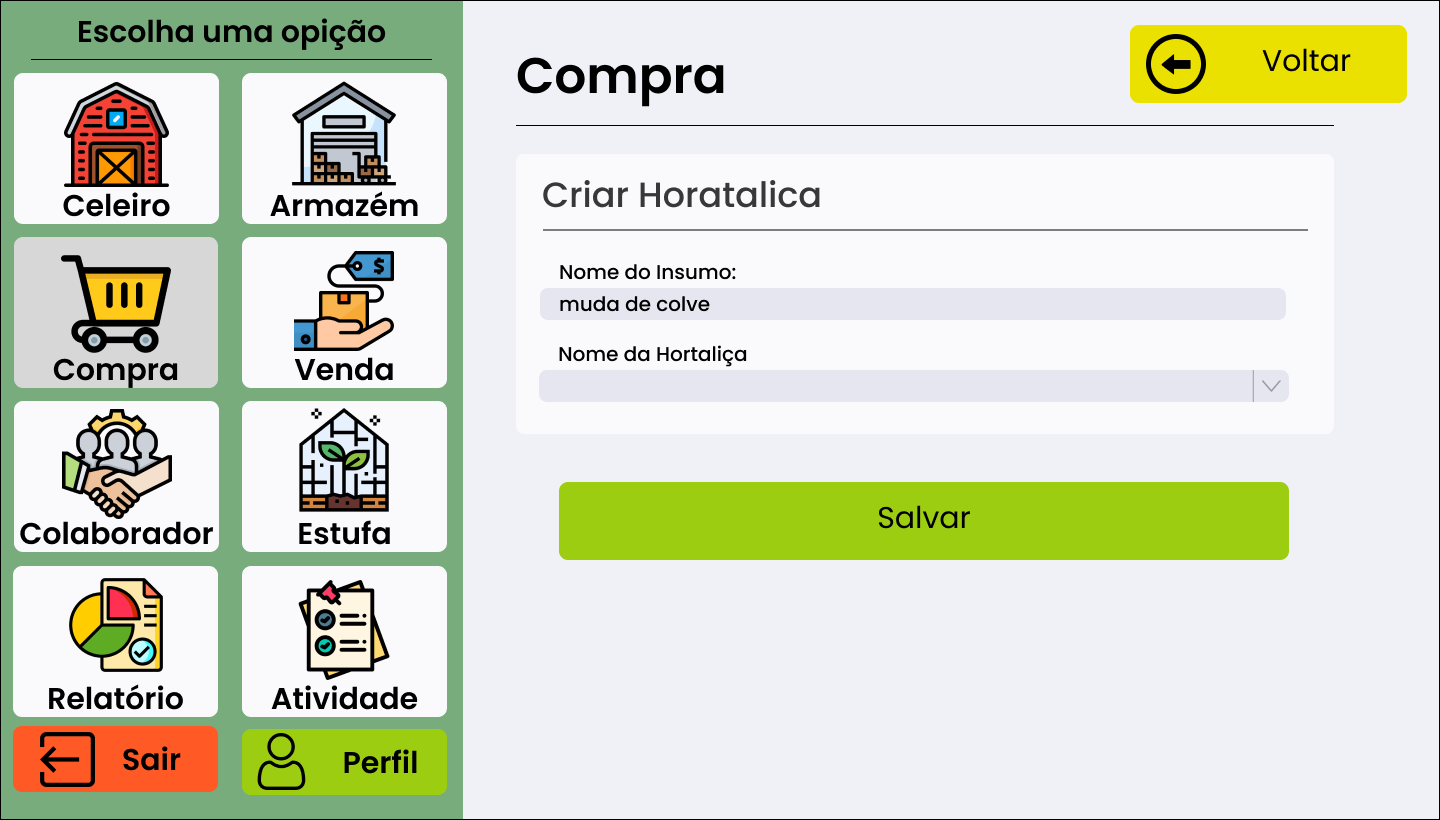 Escolha uma opição
Celeiro
Armazém
Compra
Venda
Colaborador
Estufa
Relatório
Atividade
Sair
Perfil
Compra
Voltar
Criar Horatalica
Nome do Insumo:
muda de colve
Nome da Hortaliça
Salvar